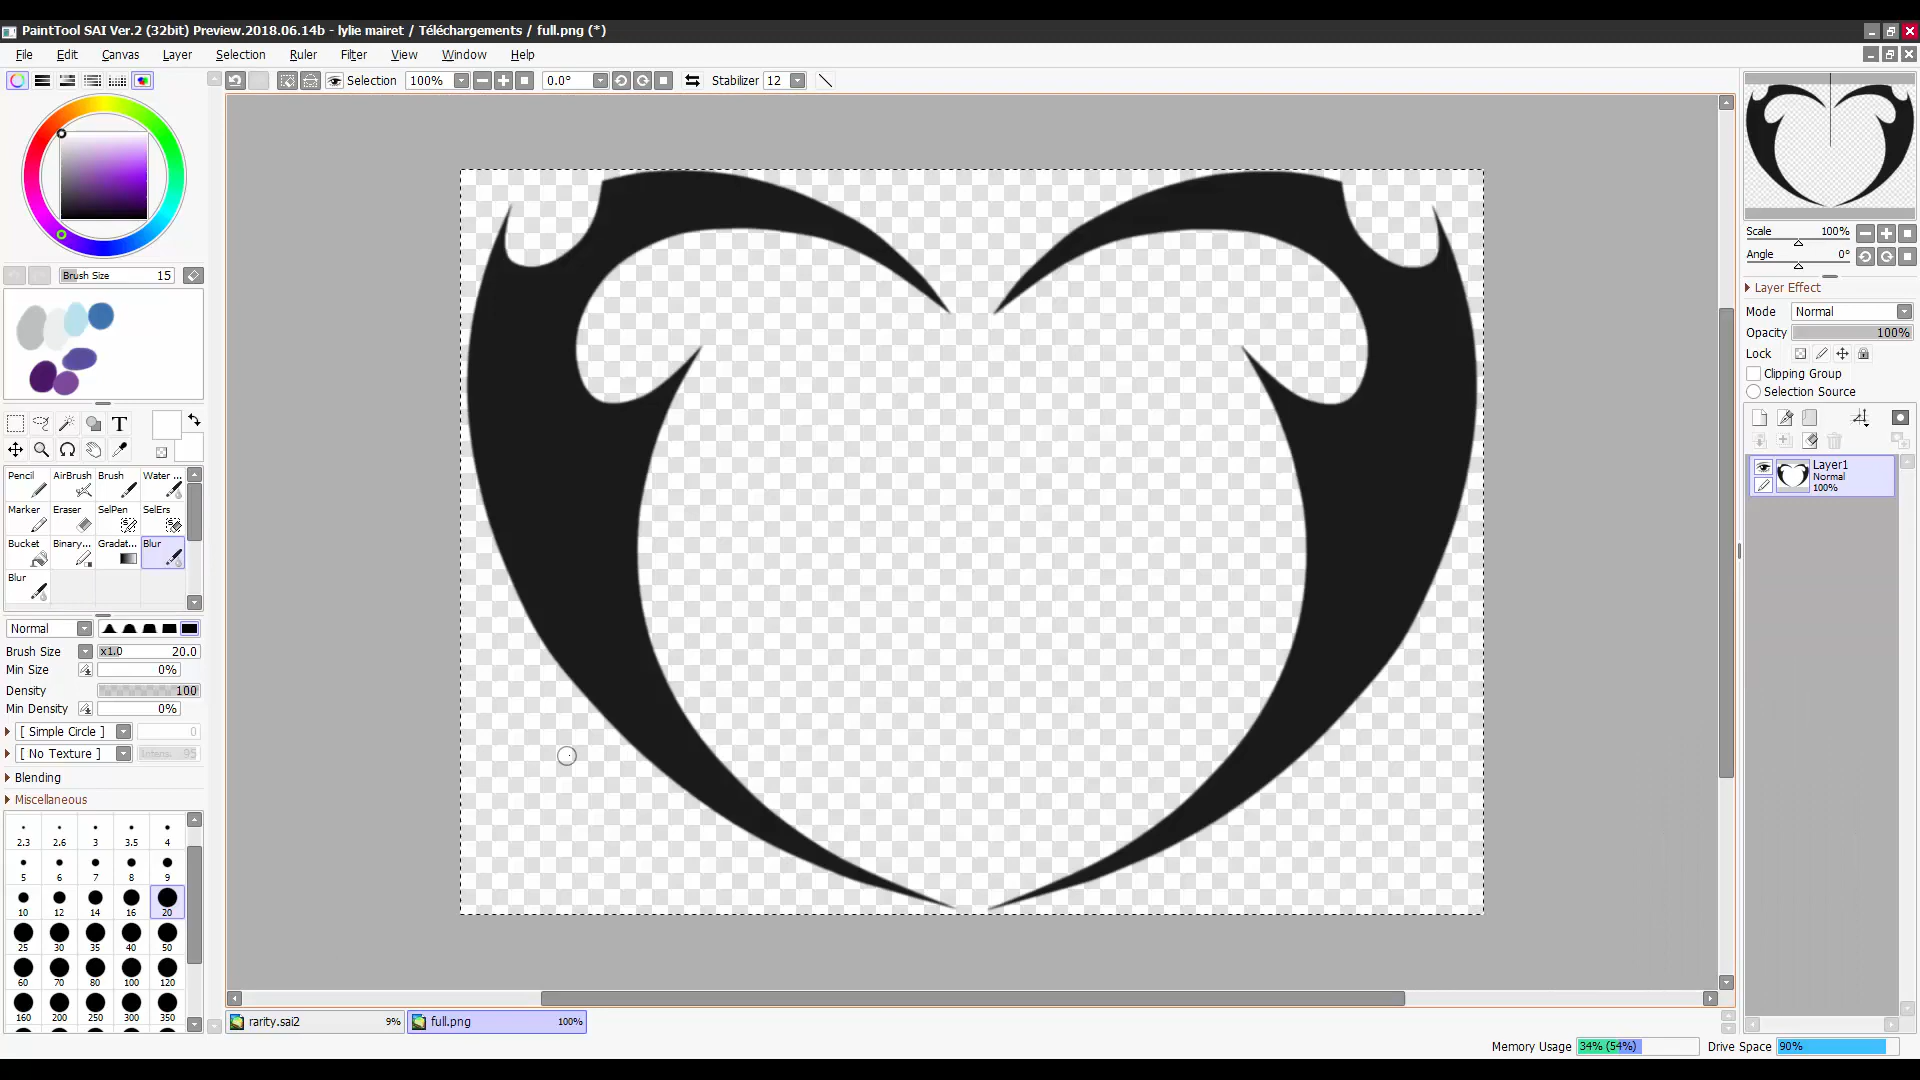 PaintTool SAI Ver.2 (32bit) Preview.2018.06.14b - lylie mairet / Téléchargements / full.png (*)
File Edit Canvas Layer Selection Ruler Filter View Window Help
Selection 100% 0.0° Stabilizer 12
Brush Size 15
T
Pencil AirBrush Brush Water ...
Marker Eraser SelPen SelErs
Bucket Binary... Gradat... Blur
Blur
Normal
Brush Size x1.0 20.0
Min Size 0%
Density 100
Min Density 0%
[ Simple Circle ] 0
[ No Texture ] Intens. 95
Blending
Miscellaneous
2.3 2.6 3 3.5 4
5 6 7 8 9
10 12 14 16 20
25 30 35 40 50
60 70 80 100 120
160 200 250 300 350
rarity.sai2 9% full.png 100%
Scale 100%
Angle 0°
Layer Effect
Mode Normal
Opacity 100%
Lock
Clipping Group
Selection Source
Layer1
Normal
100%
Memory Usage 34% (54%) Drive Space 90%